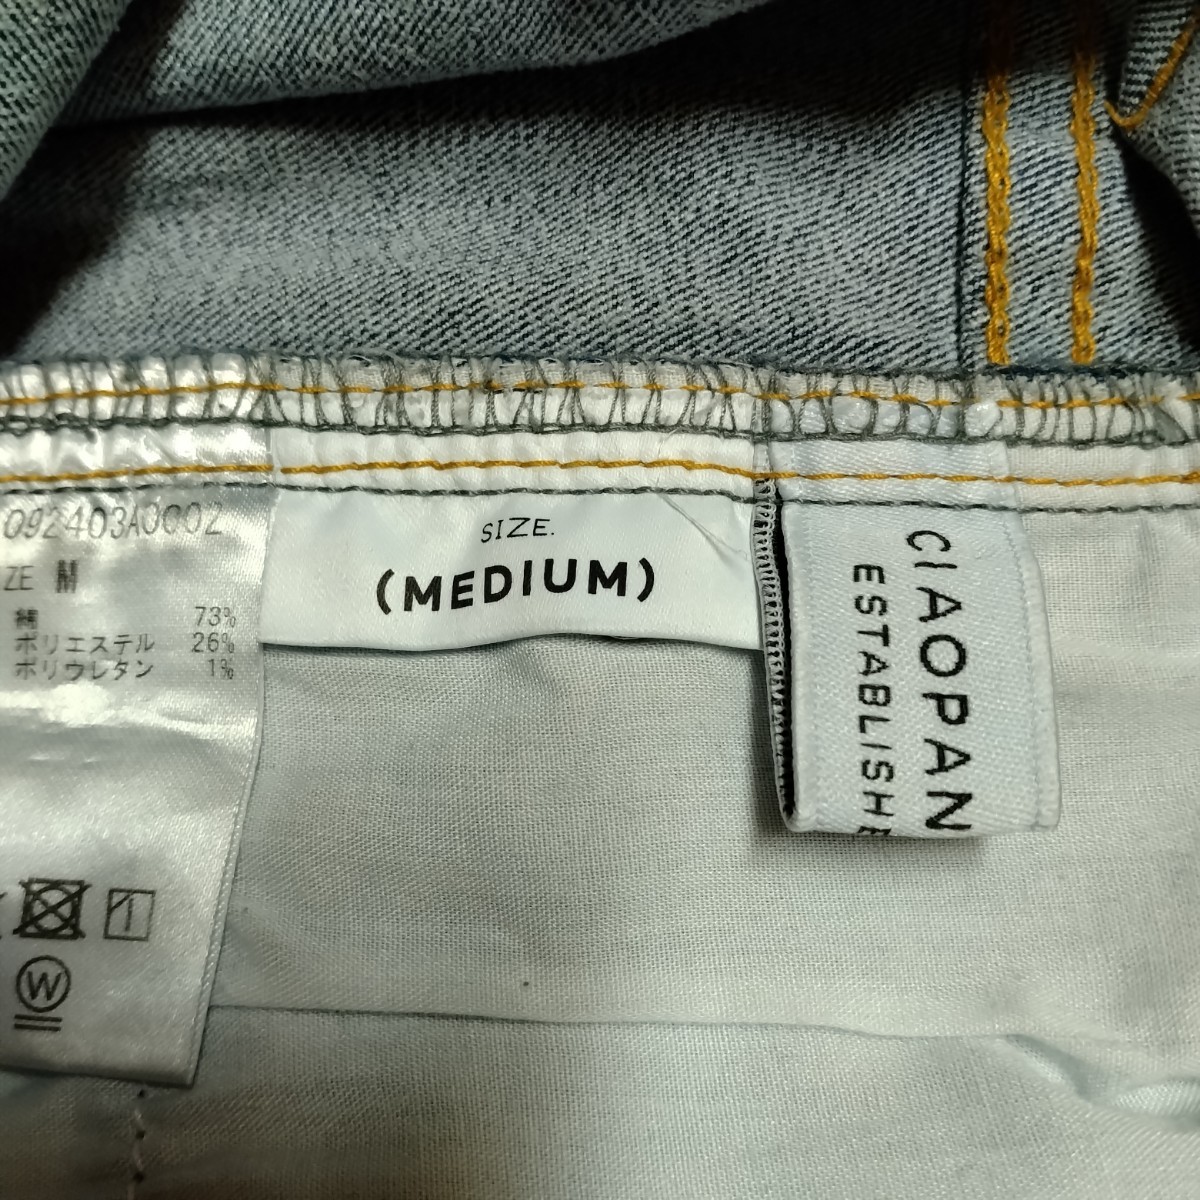 092403A0002
ZE M
綿 73%
ポリエステル 26%
ポリウレタン 1%
W
SIZE.
(MEDIUM)
CIAOPAN
ESTABLISHE